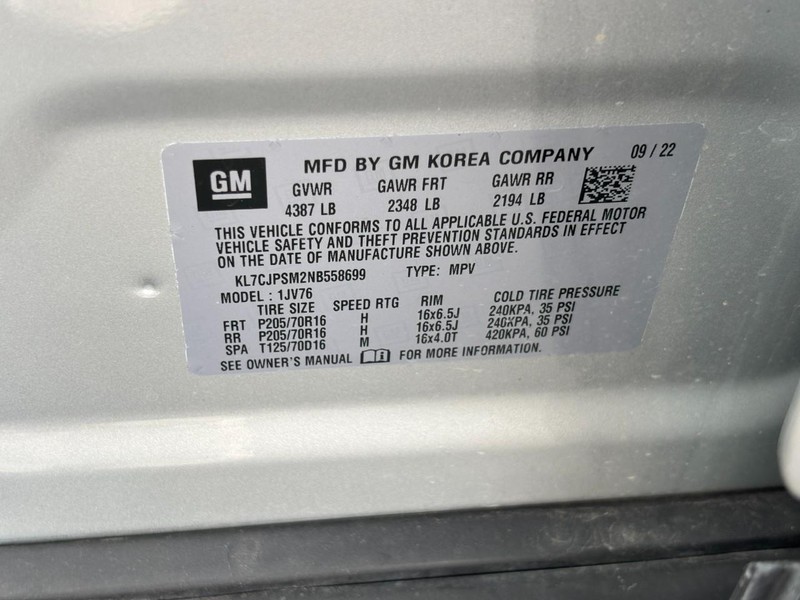 GM
MFD BY GM KOREA COMPANY 09 / 22
GVWR GAWR FRT GAWR RR
4387 LB 2348 LB 2194 LB
THIS VEHICLE CONFORMS TO ALL APPLICABLE U.S. FEDERAL MOTOR
VEHICLE SAFETY AND THEFT PREVENTION STANDARDS IN EFFECT
ON THE DATE OF MANUFACTURE SHOWN ABOVE.
KL7CJPSM2NB558699 TYPE: MPV
MODEL : 1JV76
TIRE SIZE SPEED RTG RIM COLD TIRE PRESSURE
FRT P205/70R16 H 16x6.5J 240KPA, 35 PSI
RR P205/70R16 H 16x6.5J 240KPA, 35 PSI
SPA T125/70D16 M 16x4.0T 420KPA, 60 PSI
SEE OWNER'S MANUAL FOR MORE INFORMATION.